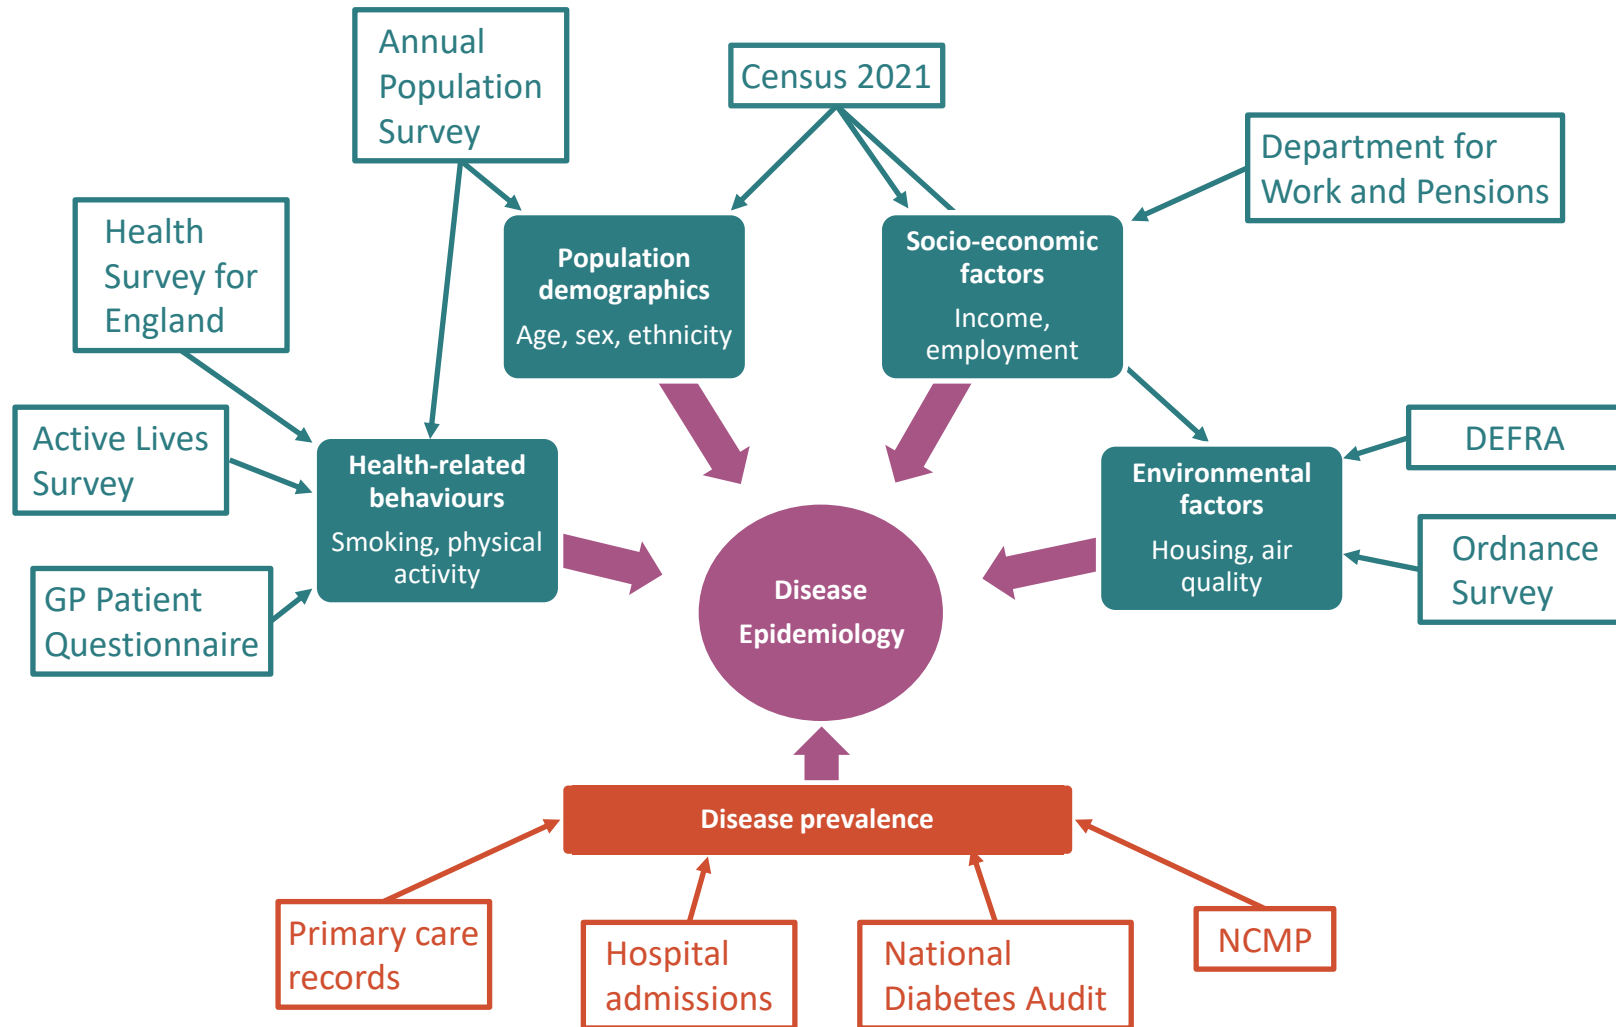 Annual
Population
Survey
Census 2021
Department for
Work and Pensions
Health
Survey for
England
Population
demographics
Age, sex, ethnicity
Socio-economic
factors
Income,
employment
Active Lives
Survey
Health-related
behaviours
Smoking, physical
activity
Environmental
factors
Housing, air
quality
DEFRA
Ordnance
Survey
GP Patient
Questionnaire
Disease
Epidemiology
Disease prevalence
Primary care
records
Hospital
admissions
National
Diabetes Audit
NCMP